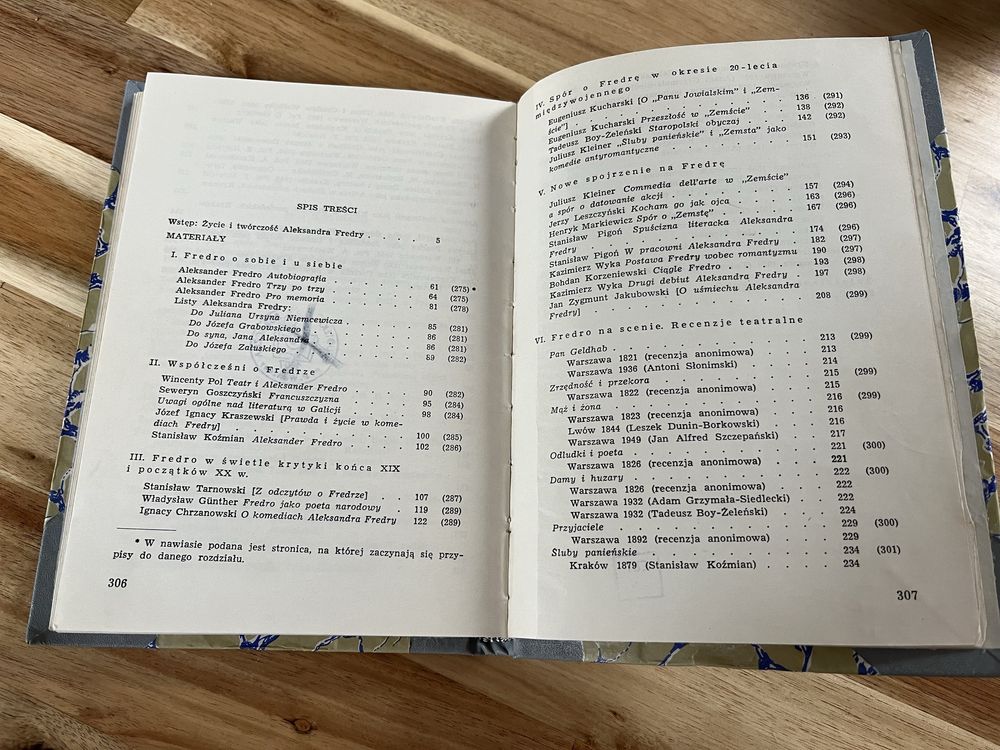 SPIS TREŚCI
Wstęp: Życie i twórczość Aleksandra Fredry . . . . . 5
MATERIAŁY
I. Fredro o sobie i u siebie
Aleksander Fredro Autobiografia . . . . . . . 61 (275) *
Aleksander Fredro Trzy po trzy . . . . . . . 64 (275)
Aleksander Fredro Pro memoria . . . . . . . 81 (278)
Listy Aleksandra Fredry:
Do Juliana Ursyna Niemcewicza . . . . . . 85 (281)
Do Józefa Grabowskiego . . . . . . . 86 (281)
Do syna, Jana Aleksandra . . . . . . . 86 (281)
Do Józefa Załuskiego . . . . . . . 89 (282)
II. Współcześni o Fredrze
Wincenty Pol Teatr i Aleksander Fredro . . . . . 90 (282)
Seweryn Goszczyński Francuszczyzna . . . . . 95 (284)
Uwagi ogólne nad literaturą w Galicji . . . . . 98 (284)
Józef Ignacy Kraszewski [Prawda i życie w kome-
diach Fredry] . . . . . . . . . . 100 (285)
Stanisław Koźmian Aleksander Fredro . . . . . 102 (286)
III. Fredro w świetle krytyki końca XIX
i początków XX w.
Stanisław Tarnowski [Z odczytów o Fredrze] . . 107 (287)
Władysław Günther Fredro jako poeta narodowy . . 119 (289)
Ignacy Chrzanowski O komediach Aleksandra Fredry 122 (289)
* W nawiasie podana jest stronica, na której zaczynają się przy-
pisy do danego rozdziału.
306
IV. Spór o Fredrę w okresie 20-lecia
międzywojennego
Eugeniusz Kucharski [O „Panu Jowialskim” i „Zem-
ście”] . . . . . . . . . . 136 (291)
Eugeniusz Kucharski Przeszłość w „Zemście” . . 138 (292)
Tadeusz Boy-Żeleński Staropolski obyczaj . . . 142 (292)
Juliusz Kleiner „Śluby panieńskie” i „Zemsta” jako
komedie antyromantyczne . . . . . . 151 (293)
V. Nowe spojrzenie na Fredrę
Juliusz Kleiner Commedia dell'arte w „Zemście”
a spór o datowanie akcji . . . . . . 157 (294)
Jerzy Leszczyński Kocham go jak ojca . . . . 163 (296)
Henryk Markiewicz Spór o „Zemstę” . . . . . 167 (296)
Stanisław Pigoń Spuścizna literacka Aleksandra
Fredry . . . . . . . . . . 174 (296)
Stanisław Pigoń W pracowni Aleksandra Fredry . . 182 (297)
Kazimierz Wyka Postawa Fredry wobec romantyzmu 190 (297)
Bohdan Korzeniewski Ciągle Fredro . . . . . 193 (298)
Kazimierz Wyka Drugi debiut Aleksandra Fredry . 197 (298)
Jan Zygmunt Jakubowski [O uśmiechu Aleksandra
Fredry] . . . . . . . . . . 208 (299)
VI. Fredro na scenie. Recenzje teatralne
Pan Geldhab . . . . . . . . . . 213 (299)
Warszawa 1821 (recenzja anonimowa) . . . . 213
Warszawa 1936 (Antoni Słonimski) . . . . 214
Zrzędność i przekora . . . . . . . . 215 (299)
Warszawa 1822 (recenzja anonimowa) . . . . 215
Mąż i żona . . . . . . . . . . 216 (299)
Warszawa 1823 (recenzja anonimowa) . . . . 216
Lwów 1844 (Leszek Dunin-Borkowski) . . . . 216
Warszawa 1949 (Jan Alfred Szczepański) . . . 217
Odludki i poeta . . . . . . . . . 221 (300)
Warszawa 1826 (recenzja anonimowa) . . . . 221
Damy i huzary . . . . . . . . . 222 (300)
Warszawa 1826 (recenzja anonimowa) . . . . 222
Warszawa 1932 (Adam Grzymała-Siedlecki) . . 222
Warszawa 1932 (Tadeusz Boy-Żeleński) . . . 224
Przyjaciele . . . . . . . . . . 229 (300)
Warszawa 1892 (recenzja anonimowa) . . . . 229
Śluby panieńskie . . . . . . . . . 234 (301)
Kraków 1879 (Stanisław Koźmian) . . . . 234
307